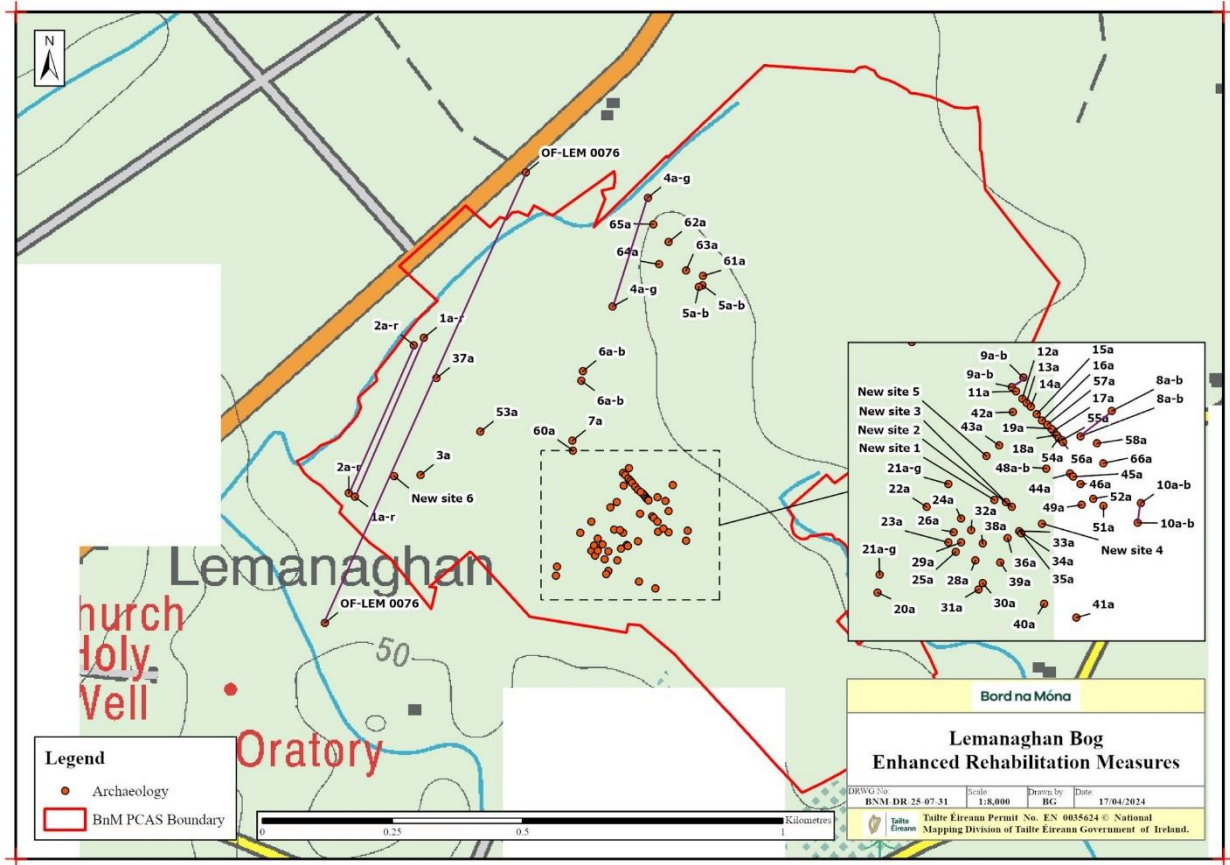 N
OF-LEM 0076
4a-g
65a
62a
64a
63a
61a
4a-g
5a-b
5a-b
2a-r
1a-r
37a
6a-b
6a-b
53a
7a
60a
3a
2a-r
1a-r
New site 6
Lemanaghan
OF-LEM 0076
50
hurch
Holy
Well
Oratory
12a
15a
9a-b
13a
16a
9a-b
14a
57a
8a-b
11a
17a
8a-b
New site 5
42a
19a
55a
New site 3
43a
18a
58a
New site 2
54a
56a
66a
New site 1
48a-b
45a
21a-g
44a
46a
10a-b
22a
24a
32a
49a
52a
23a
26a
38a
51a
10a-b
33a
New site 4
21a-g
29a
36a
34a
25a
28a
39a
35a
20a
31a
30a
40a
41a
Legend
Archaeology
BnM PCAS Boundary
Kilometres
0 0.25 0.5 1
Bord na Móna
Lemanaghan Bog
Enhanced Rehabilitation Measures
DRWG No: Scale: Drawn by Date
BNM-DR-25-07-31 1:8,000 BG 17/04/2024
Tailte
Éireann
Tailte Éireann Permit No. EN 0035624 © National
Mapping Division of Tailte Éireann Government of Ireland.